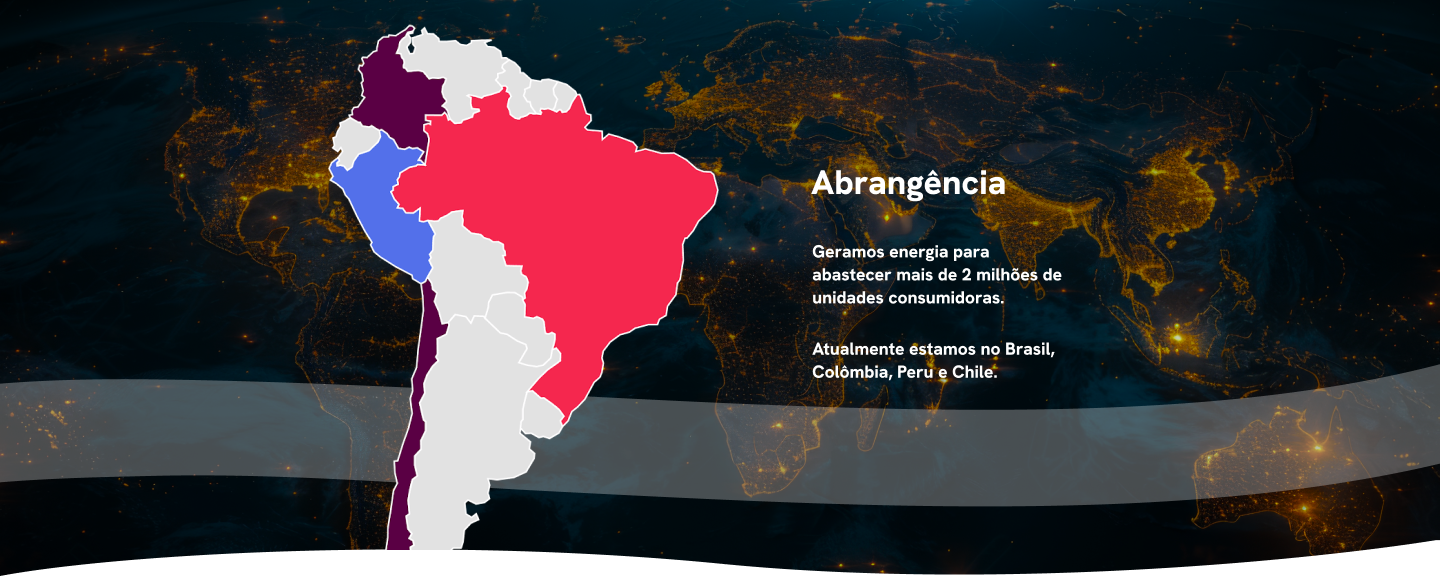 Abrangência
Geramos energia para
abastecer mais de 2 milhões de
unidades consumidoras.
Atualmente estamos no Brasil,
Colômbia, Peru e Chile.